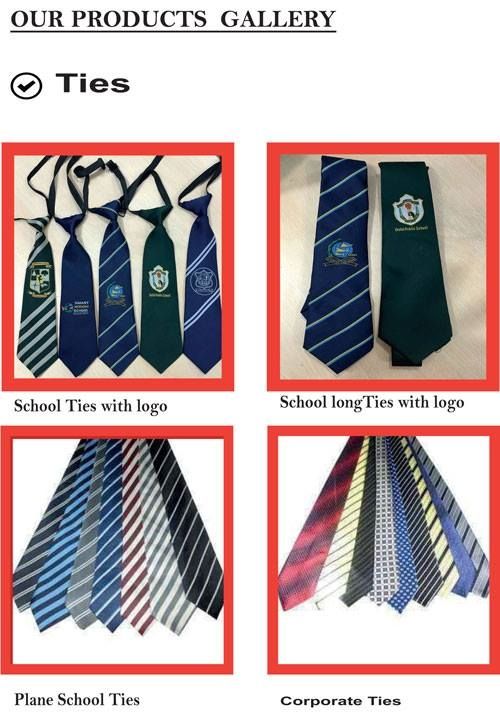 OUR PRODUCTS GALLERY
Ties
School Ties with logo
School longTies with logo
Plane School Ties
Corporate Ties